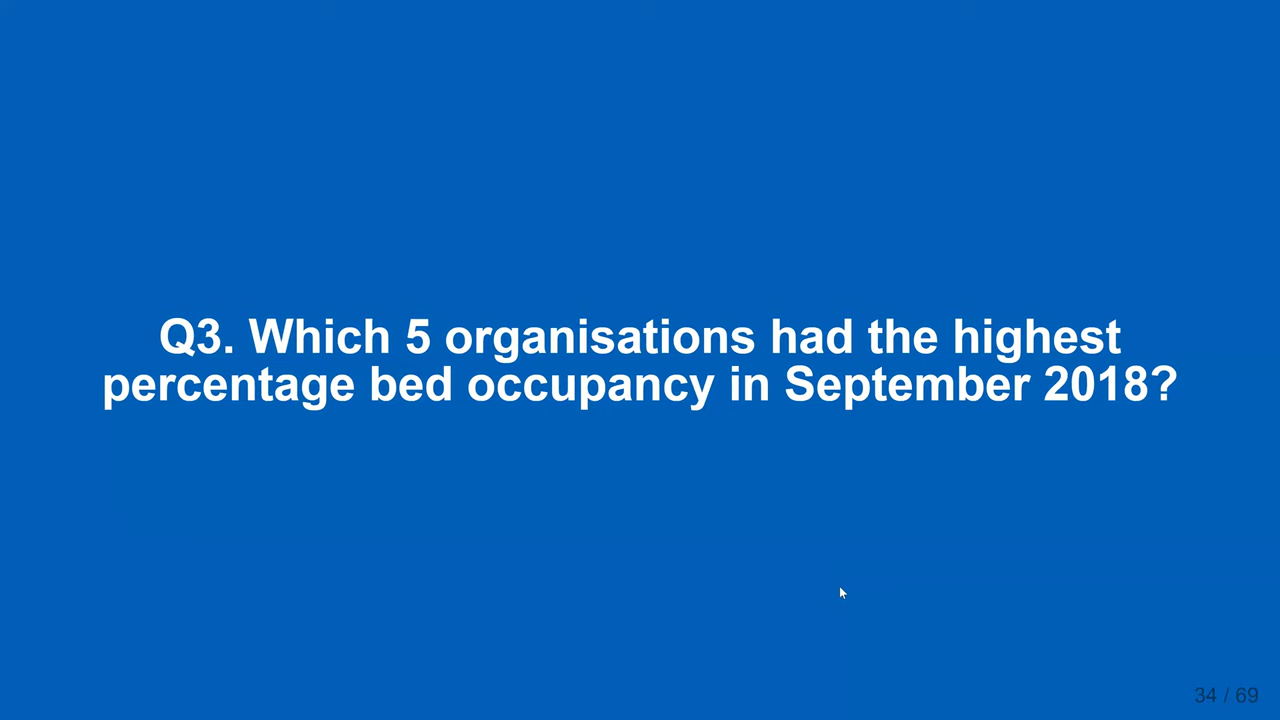 Q3. Which 5 organisations had the highest
percentage bed occupancy in September 2018?
34 / 69